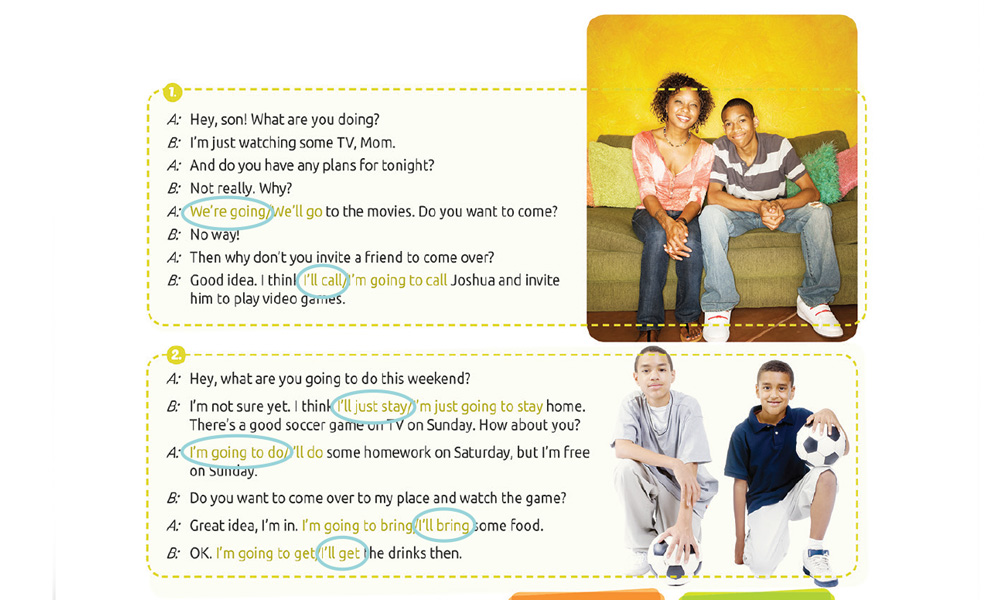 1.
A: Hey, son! What are you doing?
B: I'm just watching some TV, Mom.
A: And do you have any plans for tonight?
B: Not really. Why?
A: We're going/We'll go to the movies. Do you want to come?
B: No way!
A: Then why don't you invite a friend to come over?
B: Good idea. I think I'll call/I'm going to call Joshua and invite
him to play video games.
2.
A: Hey, what are you going to do this weekend?
B: I'm not sure yet. I think I'll just stay/I'm just going to stay home.
There's a good soccer game on TV on Sunday. How about you?
A: I'm going to do/I'll do some homework on Saturday, but I'm free
on Sunday.
B: Do you want to come over to my place and watch the game?
A: Great idea, I'm in. I'm going to bring/I'll bring some food.
B: OK. I'm going to get/I'll get the drinks then.